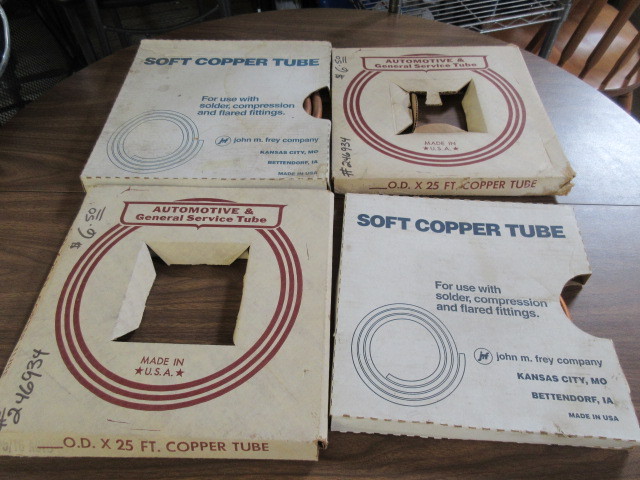 SOFT COPPER TUBE
For use with
solder, compression
and flared fittings.
john m. frey company
KANSAS CITY, MO
BETTENDORF, IA
MADE IN USA
AUTOMOTIVE &
General Service Tube
MADE IN
★ U.S.A. ★
#246934
O.D. X 25 FT. COPPER TUBE
$6.50
AUTOMOTIVE &
General Service Tube
MADE IN
★ U.S.A. ★
#246934
O.D. X 25 FT. COPPER TUBE
SOFT COPPER TUBE
For use with
solder, compression
and flared fittings.
john m. frey company
KANSAS CITY, MO
BETTENDORF, IA
MADE IN USA